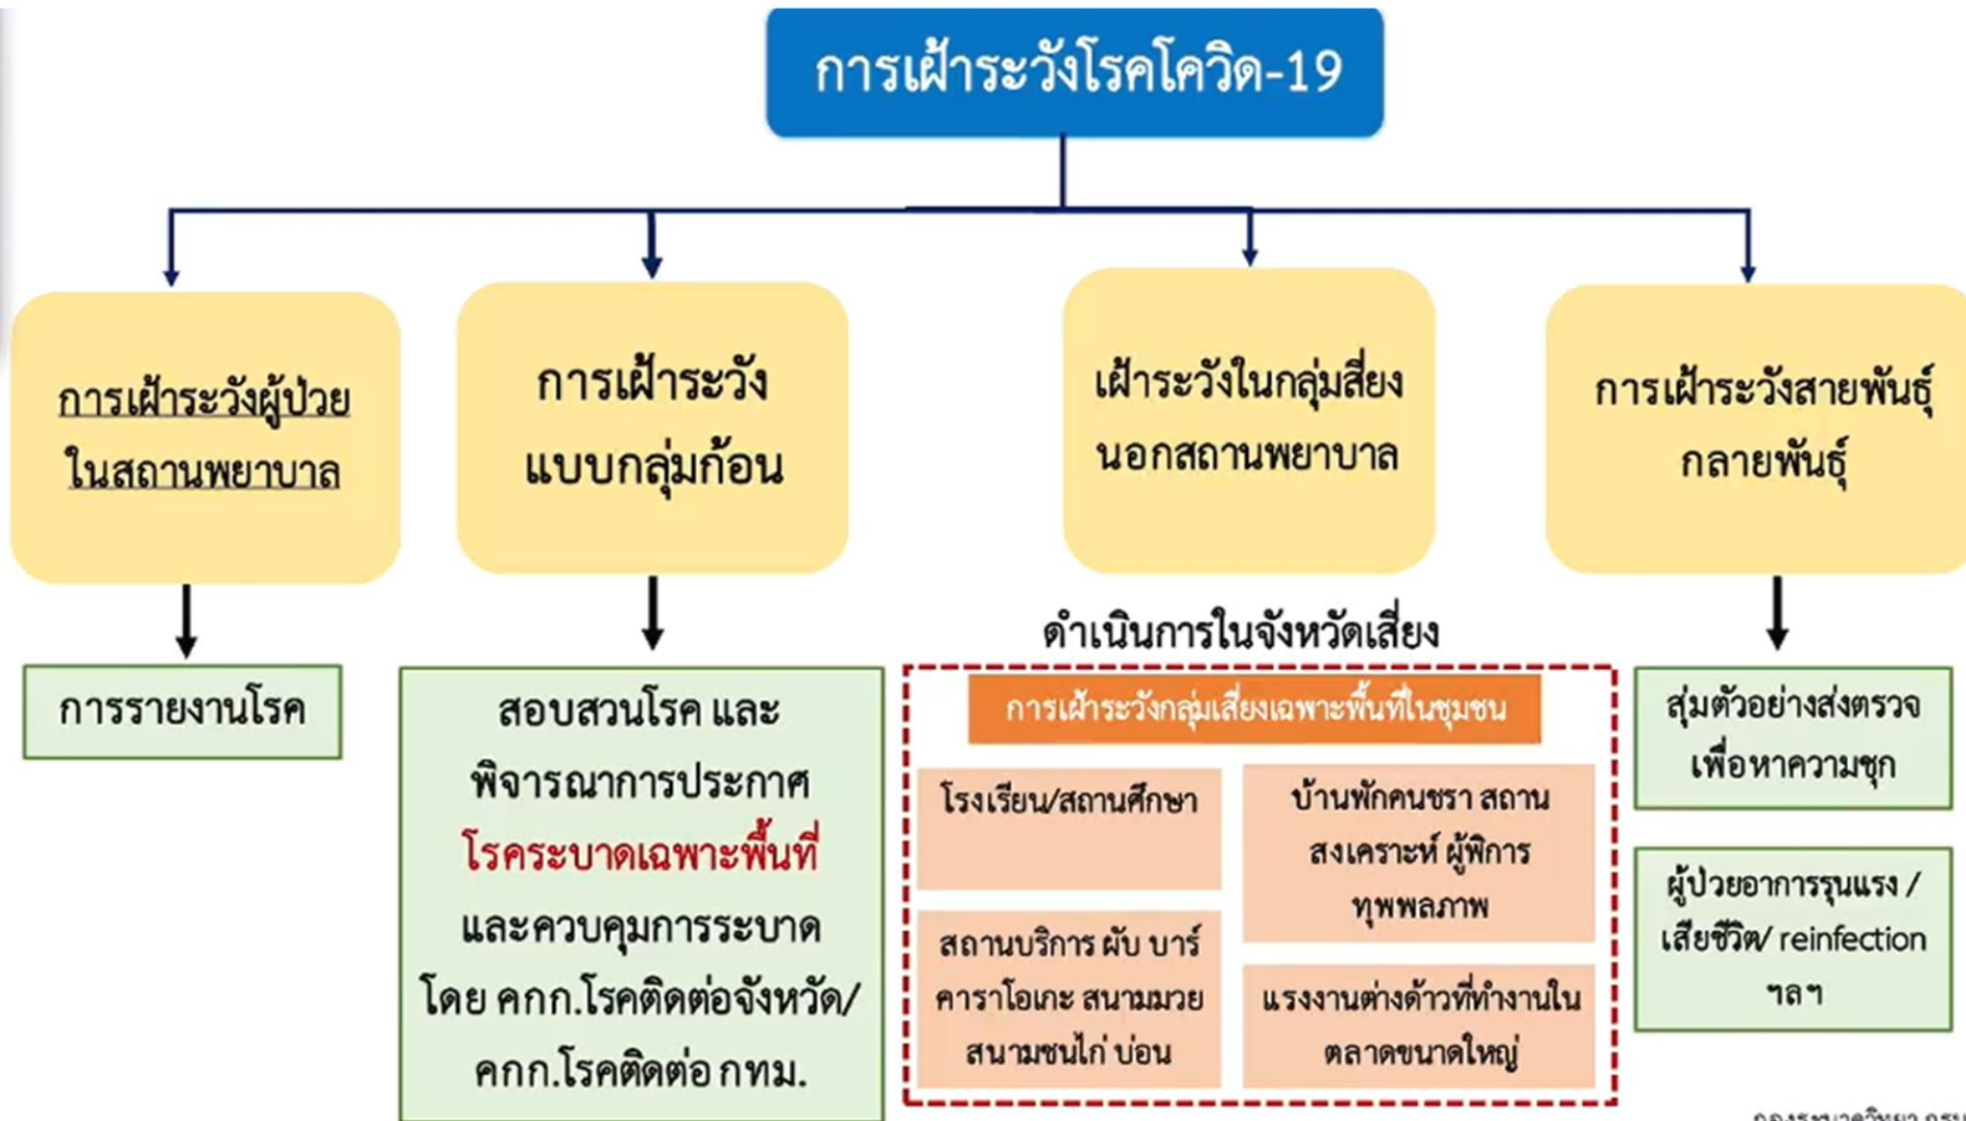 การเฝ้าระวังโรคโควิด-19
การเฝ้าระวังผู้ป่วย
ในสถานพยาบาล
การเฝ้าระวัง
แบบกลุ่มก้อน
เฝ้าระวังในกลุ่มสี่ยง
นอกสถานพยาบาล
การเฝ้าระวังสายพันธุ์
กลายพันธุ์
การรายงานโรค
สอบสวนโรค และ
พิจารณาการประกาศ
โรคระบาดเฉพาะพื้นที่
และควบคุมการระบาด
โดย คกก.โรคติดต่อจังหวัด/
คกก.โรคติดต่อ กทม.
ดำเนินการในจังหวัดเสี่ยง
การเฝ้าระวังกลุ่มเสี่ยงเฉพาะพื้นที่ในชุมชน
โรงเรียน/สถานศึกษา
บ้านพักคนชรา สถาน
สงเคราะห์ ผู้พิการ
ทุพพลภาพ
สถานบริการ ผับ บาร์
คาราโอเกะ สนามมวย
สนามชนไก่ บ่อน
แรงงานต่างด้าวที่ทำงานใน
ตลาดขนาดใหญ่
สุ่มตัวอย่างส่งตรวจ
เพื่อหาความชุก
ผู้ป่วยอาการรุนแรง /
เสียชีวิต/ reinfection
ฯลฯ